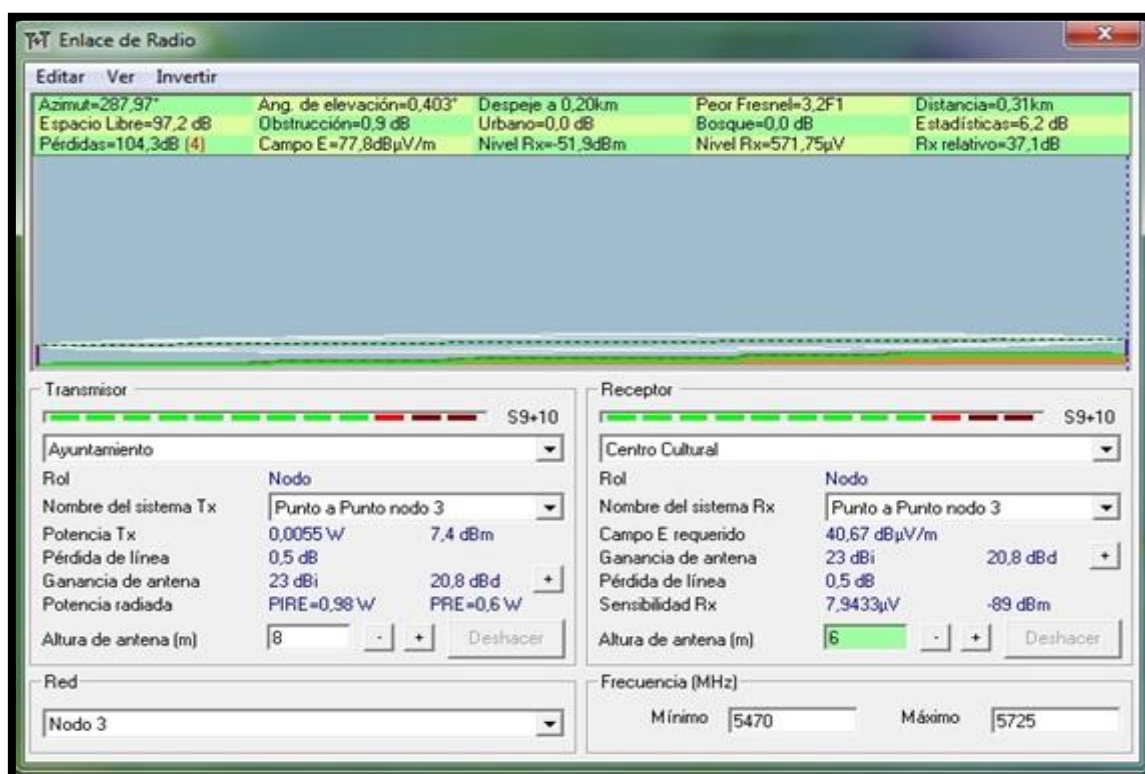 Enlace de Radio
Editar Ver Invertir
Azimut=287,97° Ang. de elevación=0,403° Despeje a 0,20km Peor Fresnel=3,2F1 Distancia=0,31km
Espacio Libre=97,2 dB Obstrucción=0,9 dB Urbano=0,0 dB Bosque=0,0 dB Estadísticas=6,2 dB
Pérdidas=104,3dB (4) Campo E=77,8dBµV/m Nivel Rx=-51,9dBm Nivel Rx=571,75µV Rx relativo=37,1dB
Transmisor
S9+10
Ayuntamiento
Rol Nodo
Nombre del sistema Tx Punto a Punto nodo 3
Potencia Tx 0,0055 W 7,4 dBm
Pérdida de línea 0,5 dB
Ganancia de antena 23 dBi 20,8 dBd +
Potencia radiada PIRE=0,98 W PRE=0,6 W
Altura de antena (m) 8 - + Deshacer
Receptor
S9+10
Centro Cultural
Rol Nodo
Nombre del sistema Rx Punto a Punto nodo 3
Campo E requerido 40,67 dBµV/m
Ganancia de antena 23 dBi 20,8 dBd +
Pérdida de línea 0,5 dB
Sensibilidad Rx 7,9433µV -89 dBm
Altura de antena (m) 6 - + Deshacer
Red
Nodo 3
Frecuencia (MHz)
Mínimo 5470 Máximo 5725